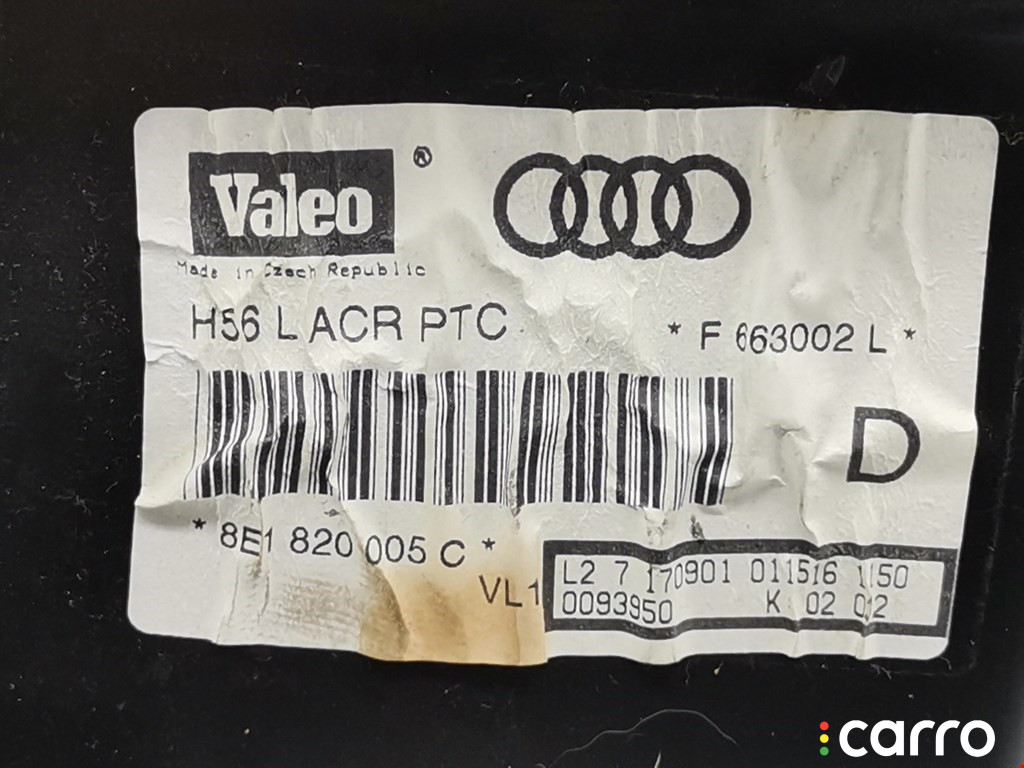 Valeo ®
Made in Czech Republic
H56 L ACR PTC
* F 663002 L *
D
* 8E1 820 005 C *
VL1
L2 7 170901 011516 1150
0093950 K 02 02
carro